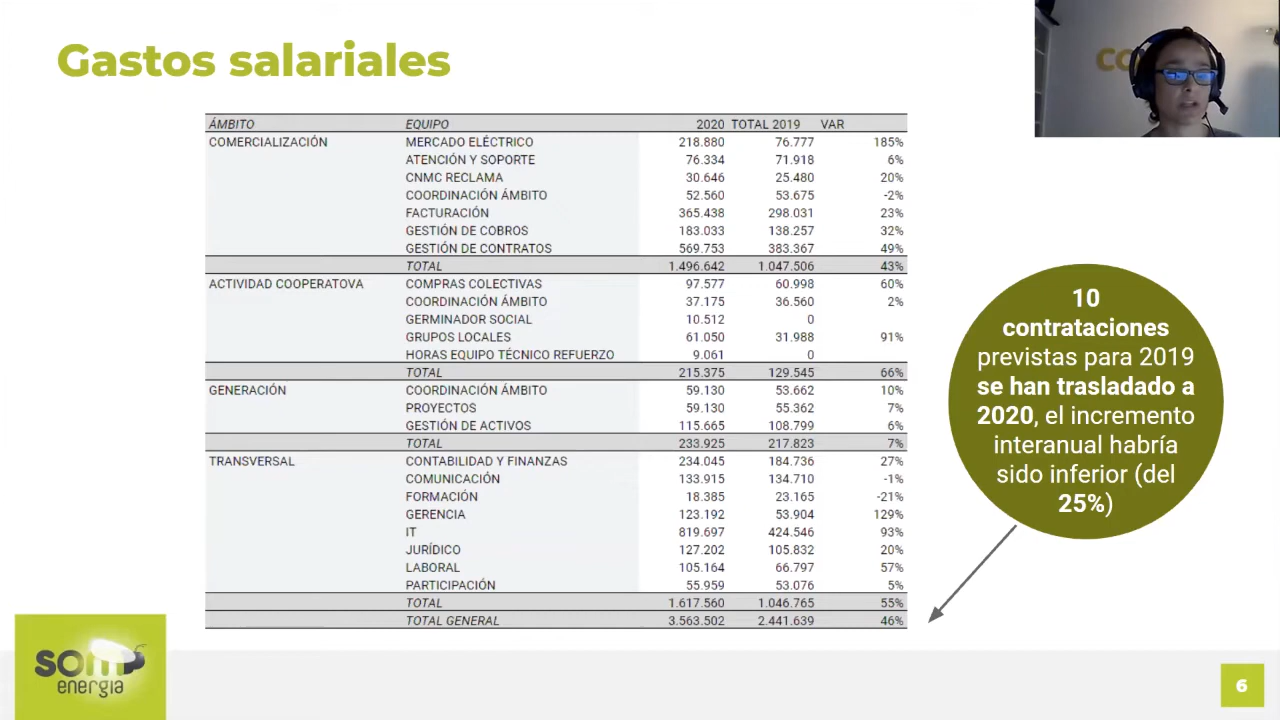 Gastos salariales
CO
ÁMBITO EQUIPO 2020 TOTAL 2019 VAR
COMERCIALIZACIÓN MERCADO ELÉCTRICO 218.880 76.777 185%
ATENCIÓN Y SOPORTE 76.334 71.918 6%
CNMC RECLAMA 30.646 25.480 20%
COORDINACIÓN ÁMBITO 52.560 53.675 -2%
FACTURACIÓN 365.438 298.031 23%
GESTIÓN DE COBROS 183.033 138.257 32%
GESTIÓN DE CONTRATOS 569.753 383.367 49%
TOTAL 1.496.642 1.047.506 43%
ACTIVIDAD COOPERATOVA COMPRAS COLECTIVAS 97.577 60.998 60%
COORDINACIÓN ÁMBITO 37.175 36.560 2%
GERMINADOR SOCIAL 10.512 0
GRUPOS LOCALES 61.050 31.988 91%
HORAS EQUIPO TÉCNICO REFUERZO 9.061 0
TOTAL 215.375 129.545 66%
GENERACIÓN COORDINACIÓN ÁMBITO 59.130 53.662 10%
PROYECTOS 59.130 55.362 7%
GESTIÓN DE ACTIVOS 115.665 108.799 6%
TOTAL 233.925 217.823 7%
TRANSVERSAL CONTABILIDAD Y FINANZAS 234.045 184.736 27%
COMUNICACIÓN 133.915 134.710 -1%
FORMACIÓN 18.385 23.165 -21%
GERENCIA 123.192 53.904 129%
IT 819.697 424.546 93%
JURÍDICO 127.202 105.832 20%
LABORAL 105.164 66.797 57%
PARTICIPACIÓN 55.959 53.076 5%
TOTAL 1.617.560 1.046.765 55%
TOTAL GENERAL 3.563.502 2.441.639 46%
10
contrataciones
previstas para 2019
se han trasladado a
2020, el incremento
interanual habría
sido inferior (del
25%)
som
energia
6